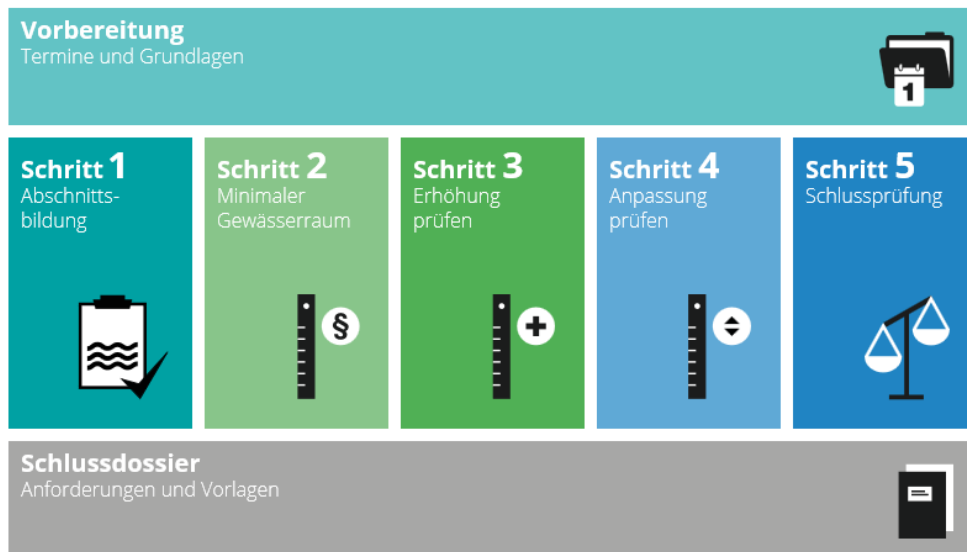 Vorbereitung
Termine und Grundlagen
1
Schritt 1
Abschnitts-
bildung
Schritt 2
Minimaler
Gewässerraum
§
Schritt 3
Erhöhung
prüfen
Schritt 4
Anpassung
prüfen
Schritt 5
Schlussprüfung
Schlussdossier
Anforderungen und Vorlagen